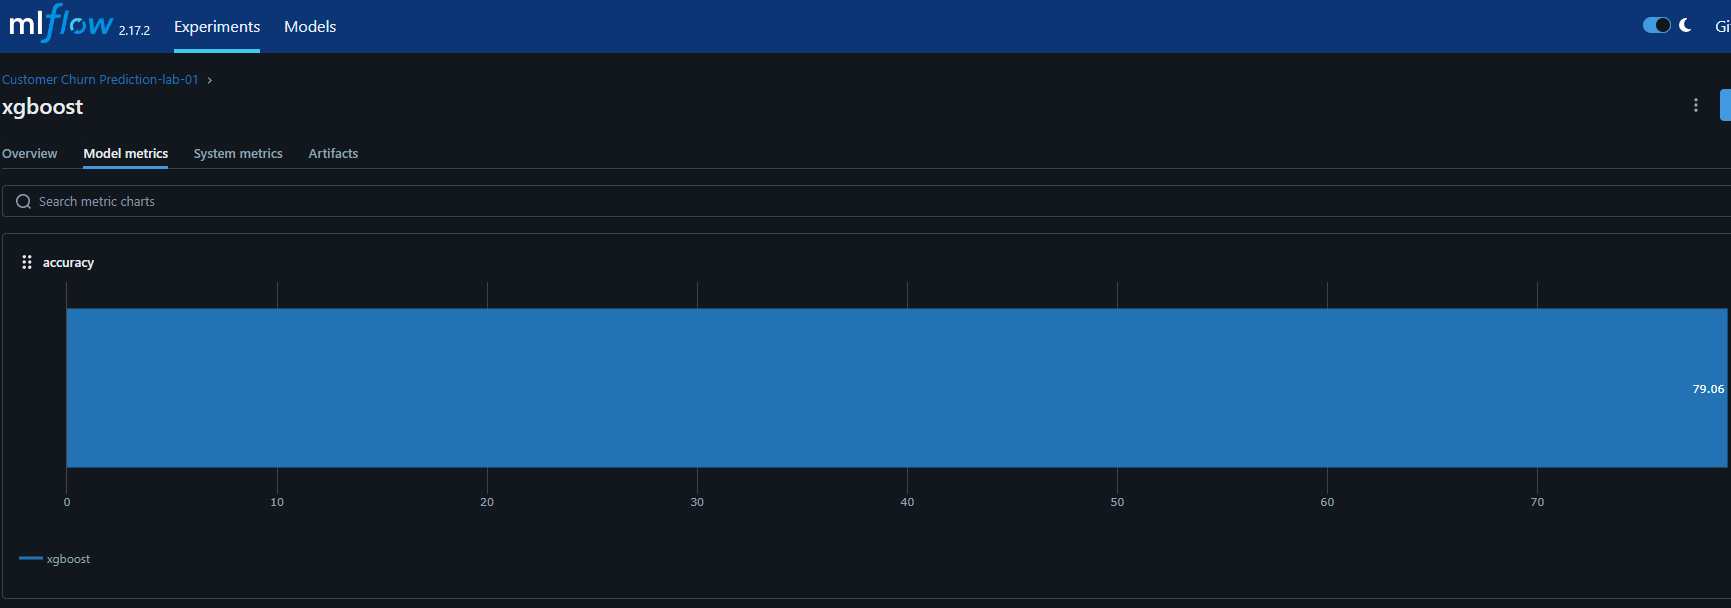 mlflow 2.17.2 Experiments Models Gi
Customer Churn Prediction-lab-01 >
xgboost
Overview Model metrics System metrics Artifacts
Search metric charts
accuracy
79.06
0 10 20 30 40 50 60 70
xgboost